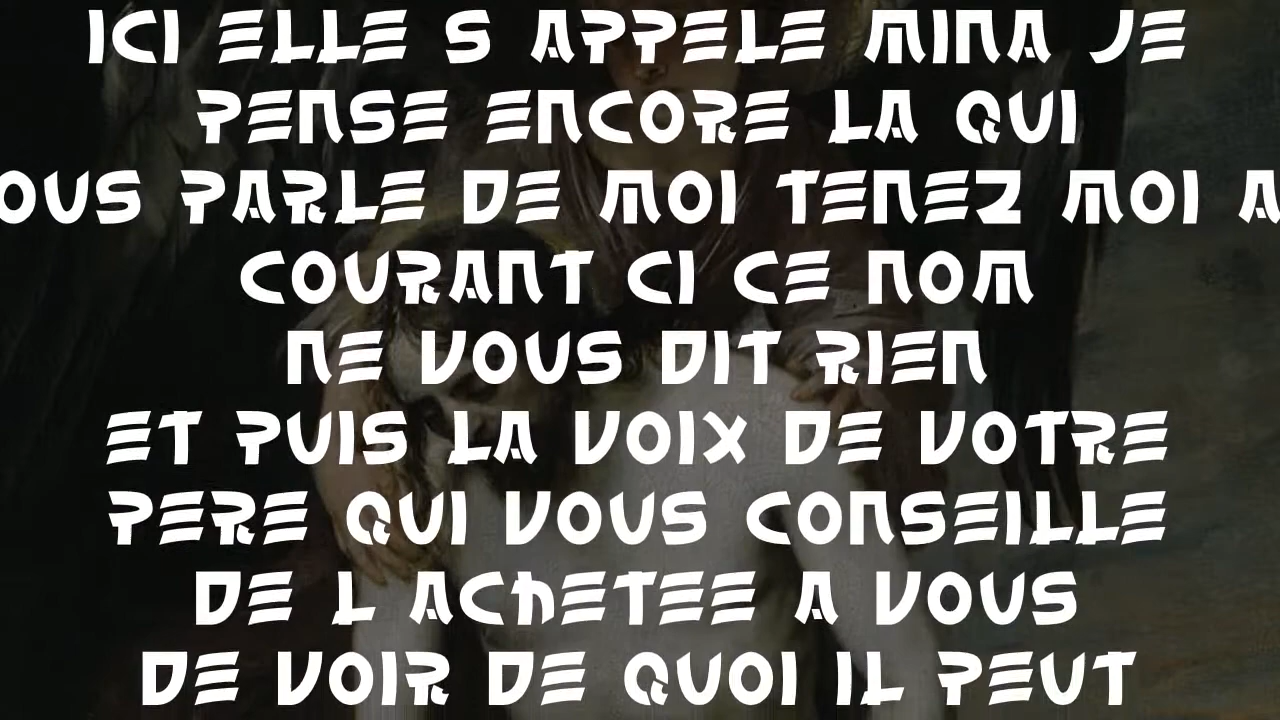 ICI ELLE S APPELE MINA JE
PENSE ENCORE LA QUI
OUS PARLE DE MOI TENEZ MOI A
COURANT CI CE NOM
NE VOUS DIT RIEN
ET PUIS LA VOIX DE VOTRE
PERE QUI VOUS CONSEILLE
DE L ACHETEE A VOUS
DE VOIR DE QUOI IL PEUT